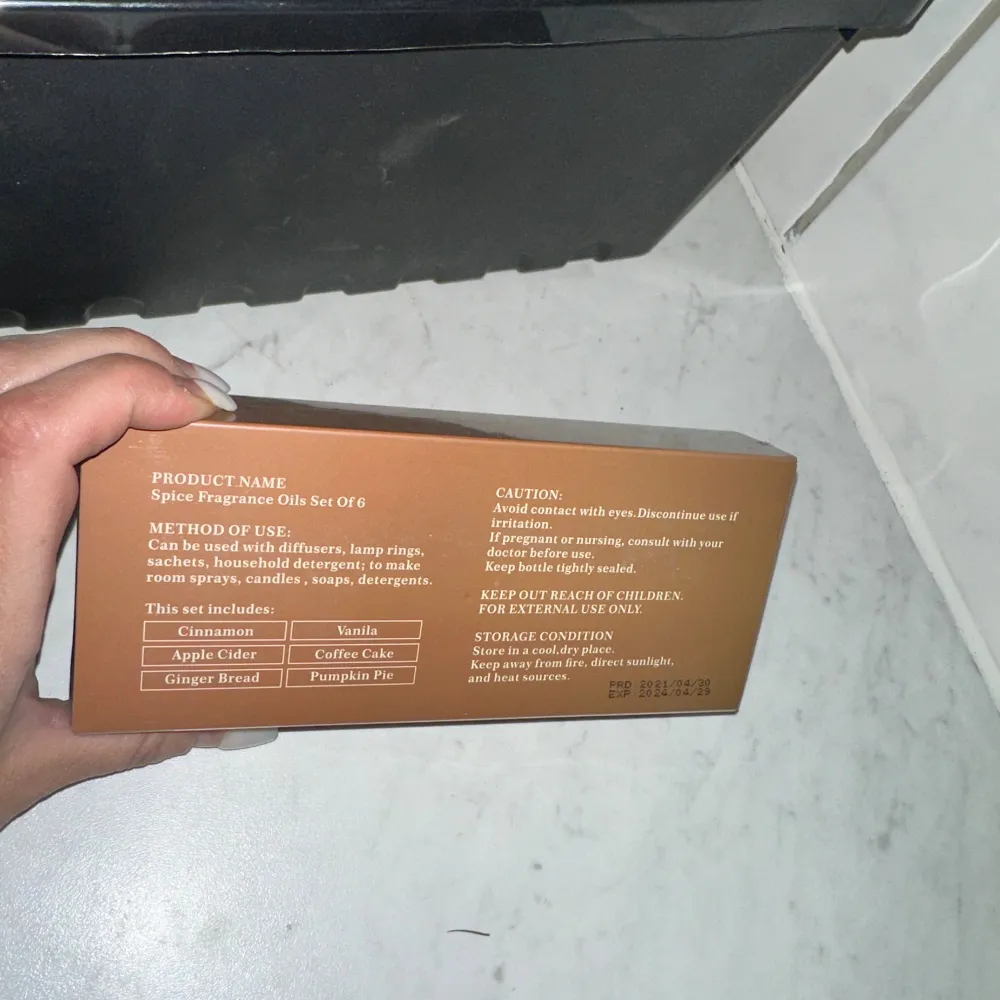 PRODUCT NAME
Spice Fragrance Oils Set Of 6
METHOD OF USE:
Can be used with diffusers, lamp rings,
sachets, household detergent; to make
room sprays, candles , soaps, detergents.
This set includes:
Cinnamon
Vanila
Apple Cider
Coffee Cake
Ginger Bread
Pumpkin Pie
CAUTION:
Avoid contact with eyes.Discontinue use if
irritation.
If pregnant or nursing, consult with your
doctor before use.
Keep bottle tightly sealed.
KEEP OUT REACH OF CHILDREN.
FOR EXTERNAL USE ONLY.
STORAGE CONDITION
Store in a cool,dry place.
Keep away from fire, direct sunlight,
and heat sources.
PRD 2021/04/30
EXP 2024/04/29